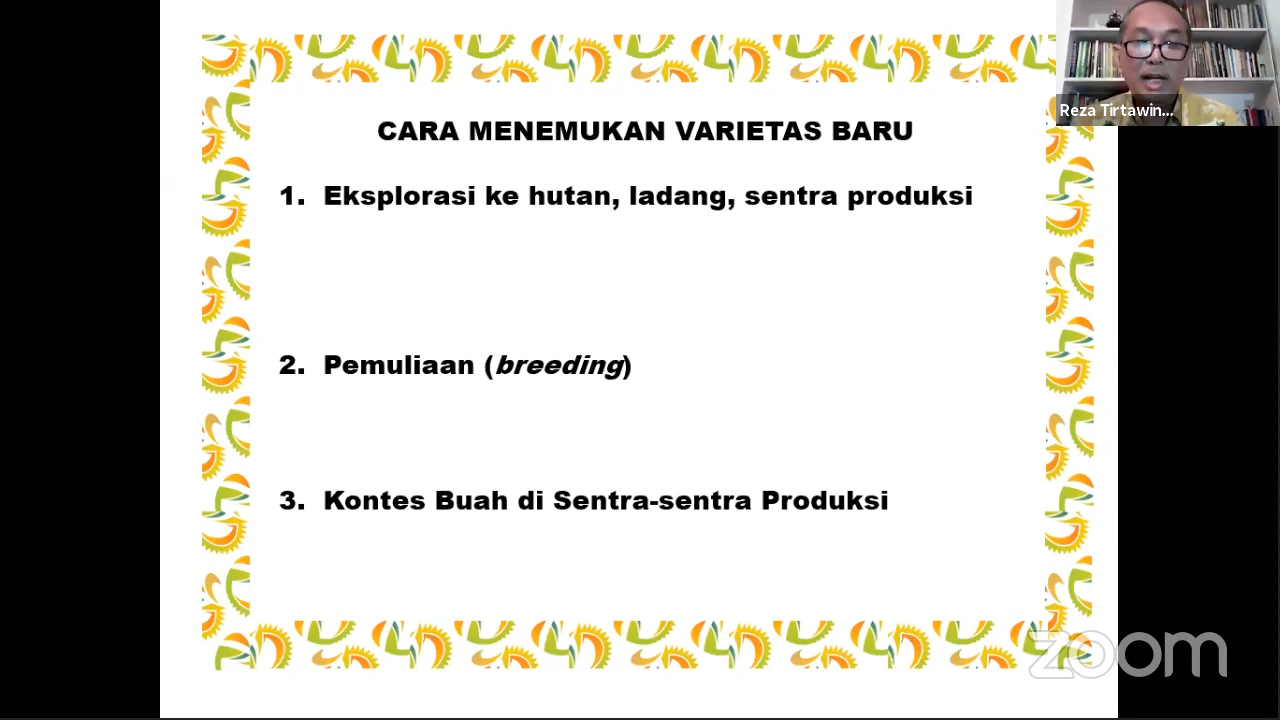 CARA MENEMUKAN VARIETAS BARU
1. Eksplorasi ke hutan, ladang, sentra produksi
2. Pemuliaan (breeding)
3. Kontes Buah di Sentra-sentra Produksi
Reza Tirtawin...
zoom